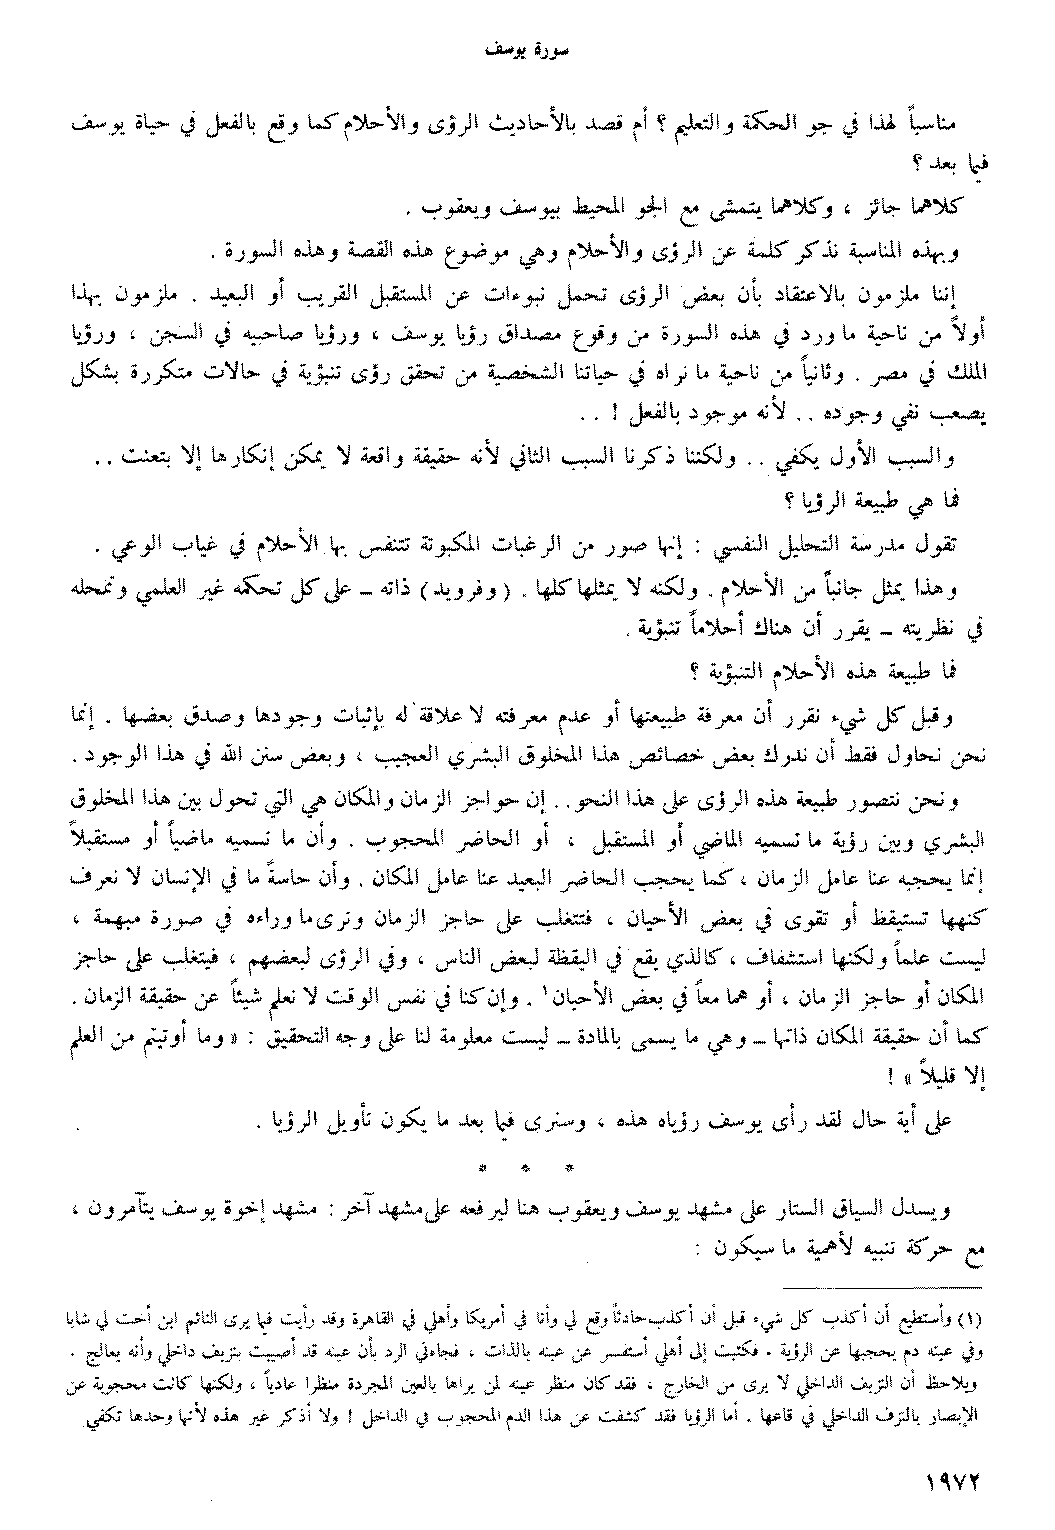 سورة يوسف
مناسباً لهذا في جو الحكمة والتعليم ؟ أم قصد بالأحاديث الرؤى والأحلام كما وقع بالفعل في حياة يوسف
فيما بعد ؟
كلاهما جائز ، وكلاهما يتمشى مع الجو المحيط بيوسف ويعقوب .
وبهذه المناسبة نذكر كلمة عن الرؤى والأحلام وهي موضوع هذه القصة وهذه السورة .
إننا ملزمون بالاعتقاد بأن بعض الرؤى تحمل نبوءات عن المستقبل القريب أو البعيد . ملزمون بهذا
أولاً من ناحية ما ورد في هذه السورة من وقوع مصداق رؤيا يوسف ، ورؤيا صاحبيه في السجن ، ورؤيا
الملك في مصر . وثانياً من ناحية ما نراه في حياتنا الشخصية من تحقق رؤى تنبؤية في حالات متكررة بشكل
يصعب نفي وجوده .. لأنه موجود بالفعل ! ..
والسبب الأول يكفي .. ولكننا ذكرنا السبب الثاني لأنه حقيقة واقعة لا يمكن إنكارها إلا بتعنت ..
فما هي طبيعة الرؤيا ؟
تقول مدرسة التحليل النفسي : إنها صور من الرغبات المكبوتة تتنفس بها الأحلام في غياب الوعي .
وهذا يمثل جانباً من الأحلام . ولكنه لا يمثلها كلها . ( وفرويد ) ذاته – على كل تحكمه غير العلمي وتمحله
في نظريته – يقرر أن هناك أحلاماً تنبؤية .
فما طبيعة هذه الأحلام التنبؤية ؟
وقبل كل شيء نقرر أن معرفة طبيعتها أو عدم معرفته لا علاقة له بإثبات وجودها وصدق بعضها . إنما
نحن نحاول فقط أن ندرك بعض خصائص هذا المخلوق البشري العجيب ، وبعض سنن الله في هذا الوجود .
ونحن نتصور طبيعة هذه الرؤى على هذا النحو .. إن حواجز الزمان والمكان هي التي تحول بين هذا المخلوق
البشري وبين رؤية ما نسميه الماضي أو المستقبل ، أو الحاضر المحجوب . وأن ما نسميه ماضياً أو مستقبلاً
إنما يحجبه عنا عامل الزمان ، كما يحجب الحاضر البعيد عنا عامل المكان . وأن حاسةً ما في الإنسان لا نعرف
كنهها تستيقظ أو تقوى في بعض الأحيان ، فتتغلب على حاجز الزمان وترى ما وراءه في صورة مبهمة ،
ليست علماً ولكنها استشفاف ، كالذي يقع في اليقظة لبعض الناس ، وفي الرؤى لبعضهم ، فيتغلب على حاجز
المكان أو حاجز الزمان ، أو هما معاً في بعض الأحيان ١ . وإن كنا في نفس الوقت لا نعلم شيئاً عن حقيقة الزمان .
كما أن حقيقة المكان ذاتها – وهي ما يسمى بالمادة – ليست معلومة لنا على وجه التحقيق : « وما أوتيتم من العلم
إلا قليلاً » !
على أية حال لقد رأى يوسف رؤياه هذه ، وسنرى فيما بعد ما يكون تأويل الرؤيا .
* * *
ويسدل السياق الستار على مشهد يوسف ويعقوب هنا ليرفعه على مشهد آخر : مشهد إخوة يوسف يتآمرون ،
مع حركة تنبيه لأهمية ما سيكون :
(١) وأستطيع أن أكذب كل شيء قبل أن أكذب حادثاً وقع لي وأنا في أمريكا وأهلي في القاهرة وقد رأيت فيما يرى النائم ابن أخت لي شابا
وفي عينه دم يحجبها عن الرؤية . فكتبت إلى أهلي أستفسر عن عينه بالذات ، فجاءني الرد بأن عينه قد أصيبت بنزيف داخلي وأنه يعالج .
ويلاحظ أن النزيف الداخلي لا يرى من الخارج ، فقد كان منظر عينه لمن يراها بالعين المجردة منظرا عادياً ، ولكنها كانت محجوبة عن
الإبصار بالنزف الداخلي في قاعها . أما الرؤيا فقد كشفت عن هذا الدم المحجوب في الداخل ! ولا أذكر غير هذه لأنها وحدها تكفي .
١٩٧٢